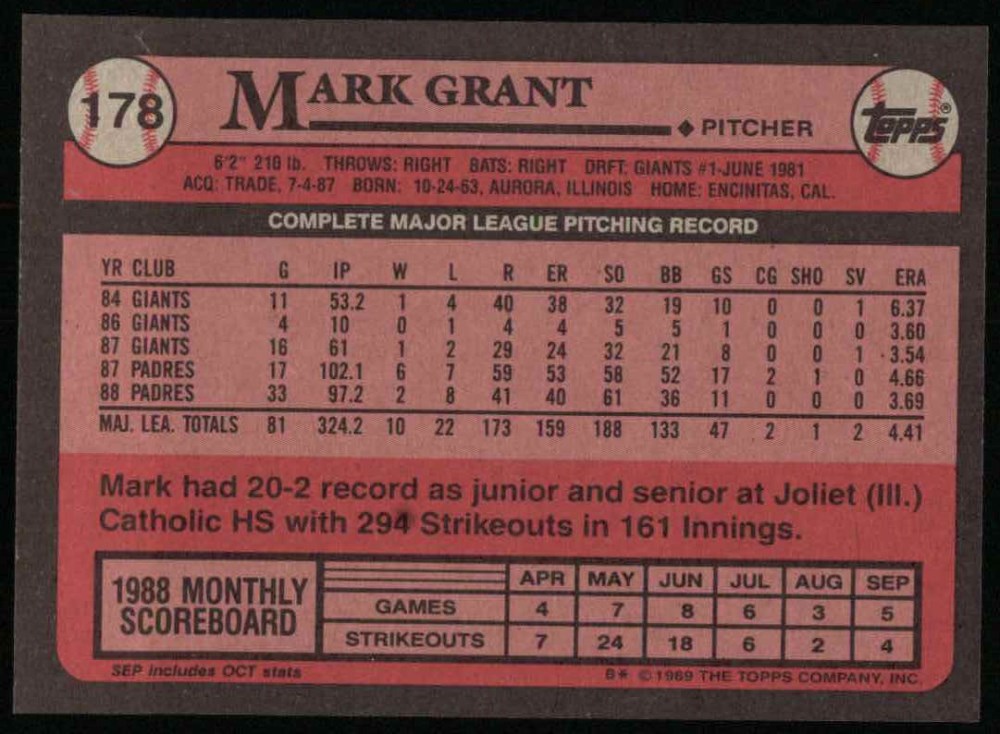 178
MARK GRANT
◆ PITCHER
TOPPS®
6'2" 210 lb. THROWS: RIGHT BATS: RIGHT DRFT: GIANTS #1-JUNE 1981
ACQ: TRADE, 7-4-87 BORN: 10-24-63, AURORA, ILLINOIS HOME: ENCINITAS, CAL.
COMPLETE MAJOR LEAGUE PITCHING RECORD
YR CLUB G IP W L R ER SO BB GS CG SHO SV ERA
84 GIANTS 11 53.2 1 4 40 38 32 19 10 0 0 1 6.37
86 GIANTS 4 10 0 1 4 4 5 5 1 0 0 0 3.60
87 GIANTS 16 61 1 2 29 24 32 21 8 0 0 1 3.54
87 PADRES 17 102.1 6 7 59 53 58 52 17 2 1 0 4.66
88 PADRES 33 97.2 2 8 41 40 61 36 11 0 0 0 3.69
MAJ. LEA. TOTALS 81 324.2 10 22 173 159 188 133 47 2 1 2 4.41
Mark had 20-2 record as junior and senior at Joliet (Ill.)
Catholic HS with 294 Strikeouts in 161 Innings.
1988 MONTHLY
SCOREBOARD
APR MAY JUN JUL AUG SEP
GAMES 4 7 8 6 3 5
STRIKEOUTS 7 24 18 6 2 4
SEP includes OCT stats
B* © 1989 THE TOPPS COMPANY, INC.